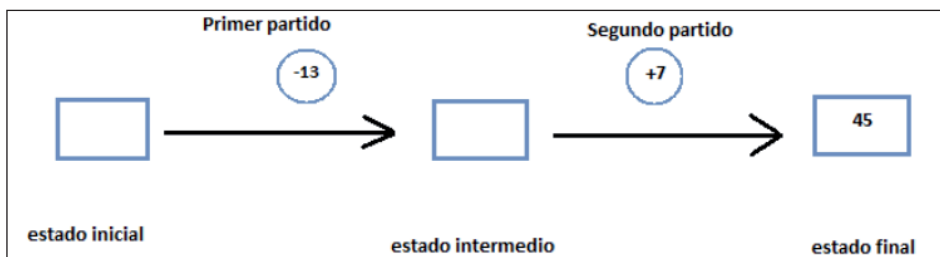 Primer partido
Segundo partido
-13
+7
45
estado inicial
estado intermedio
estado final